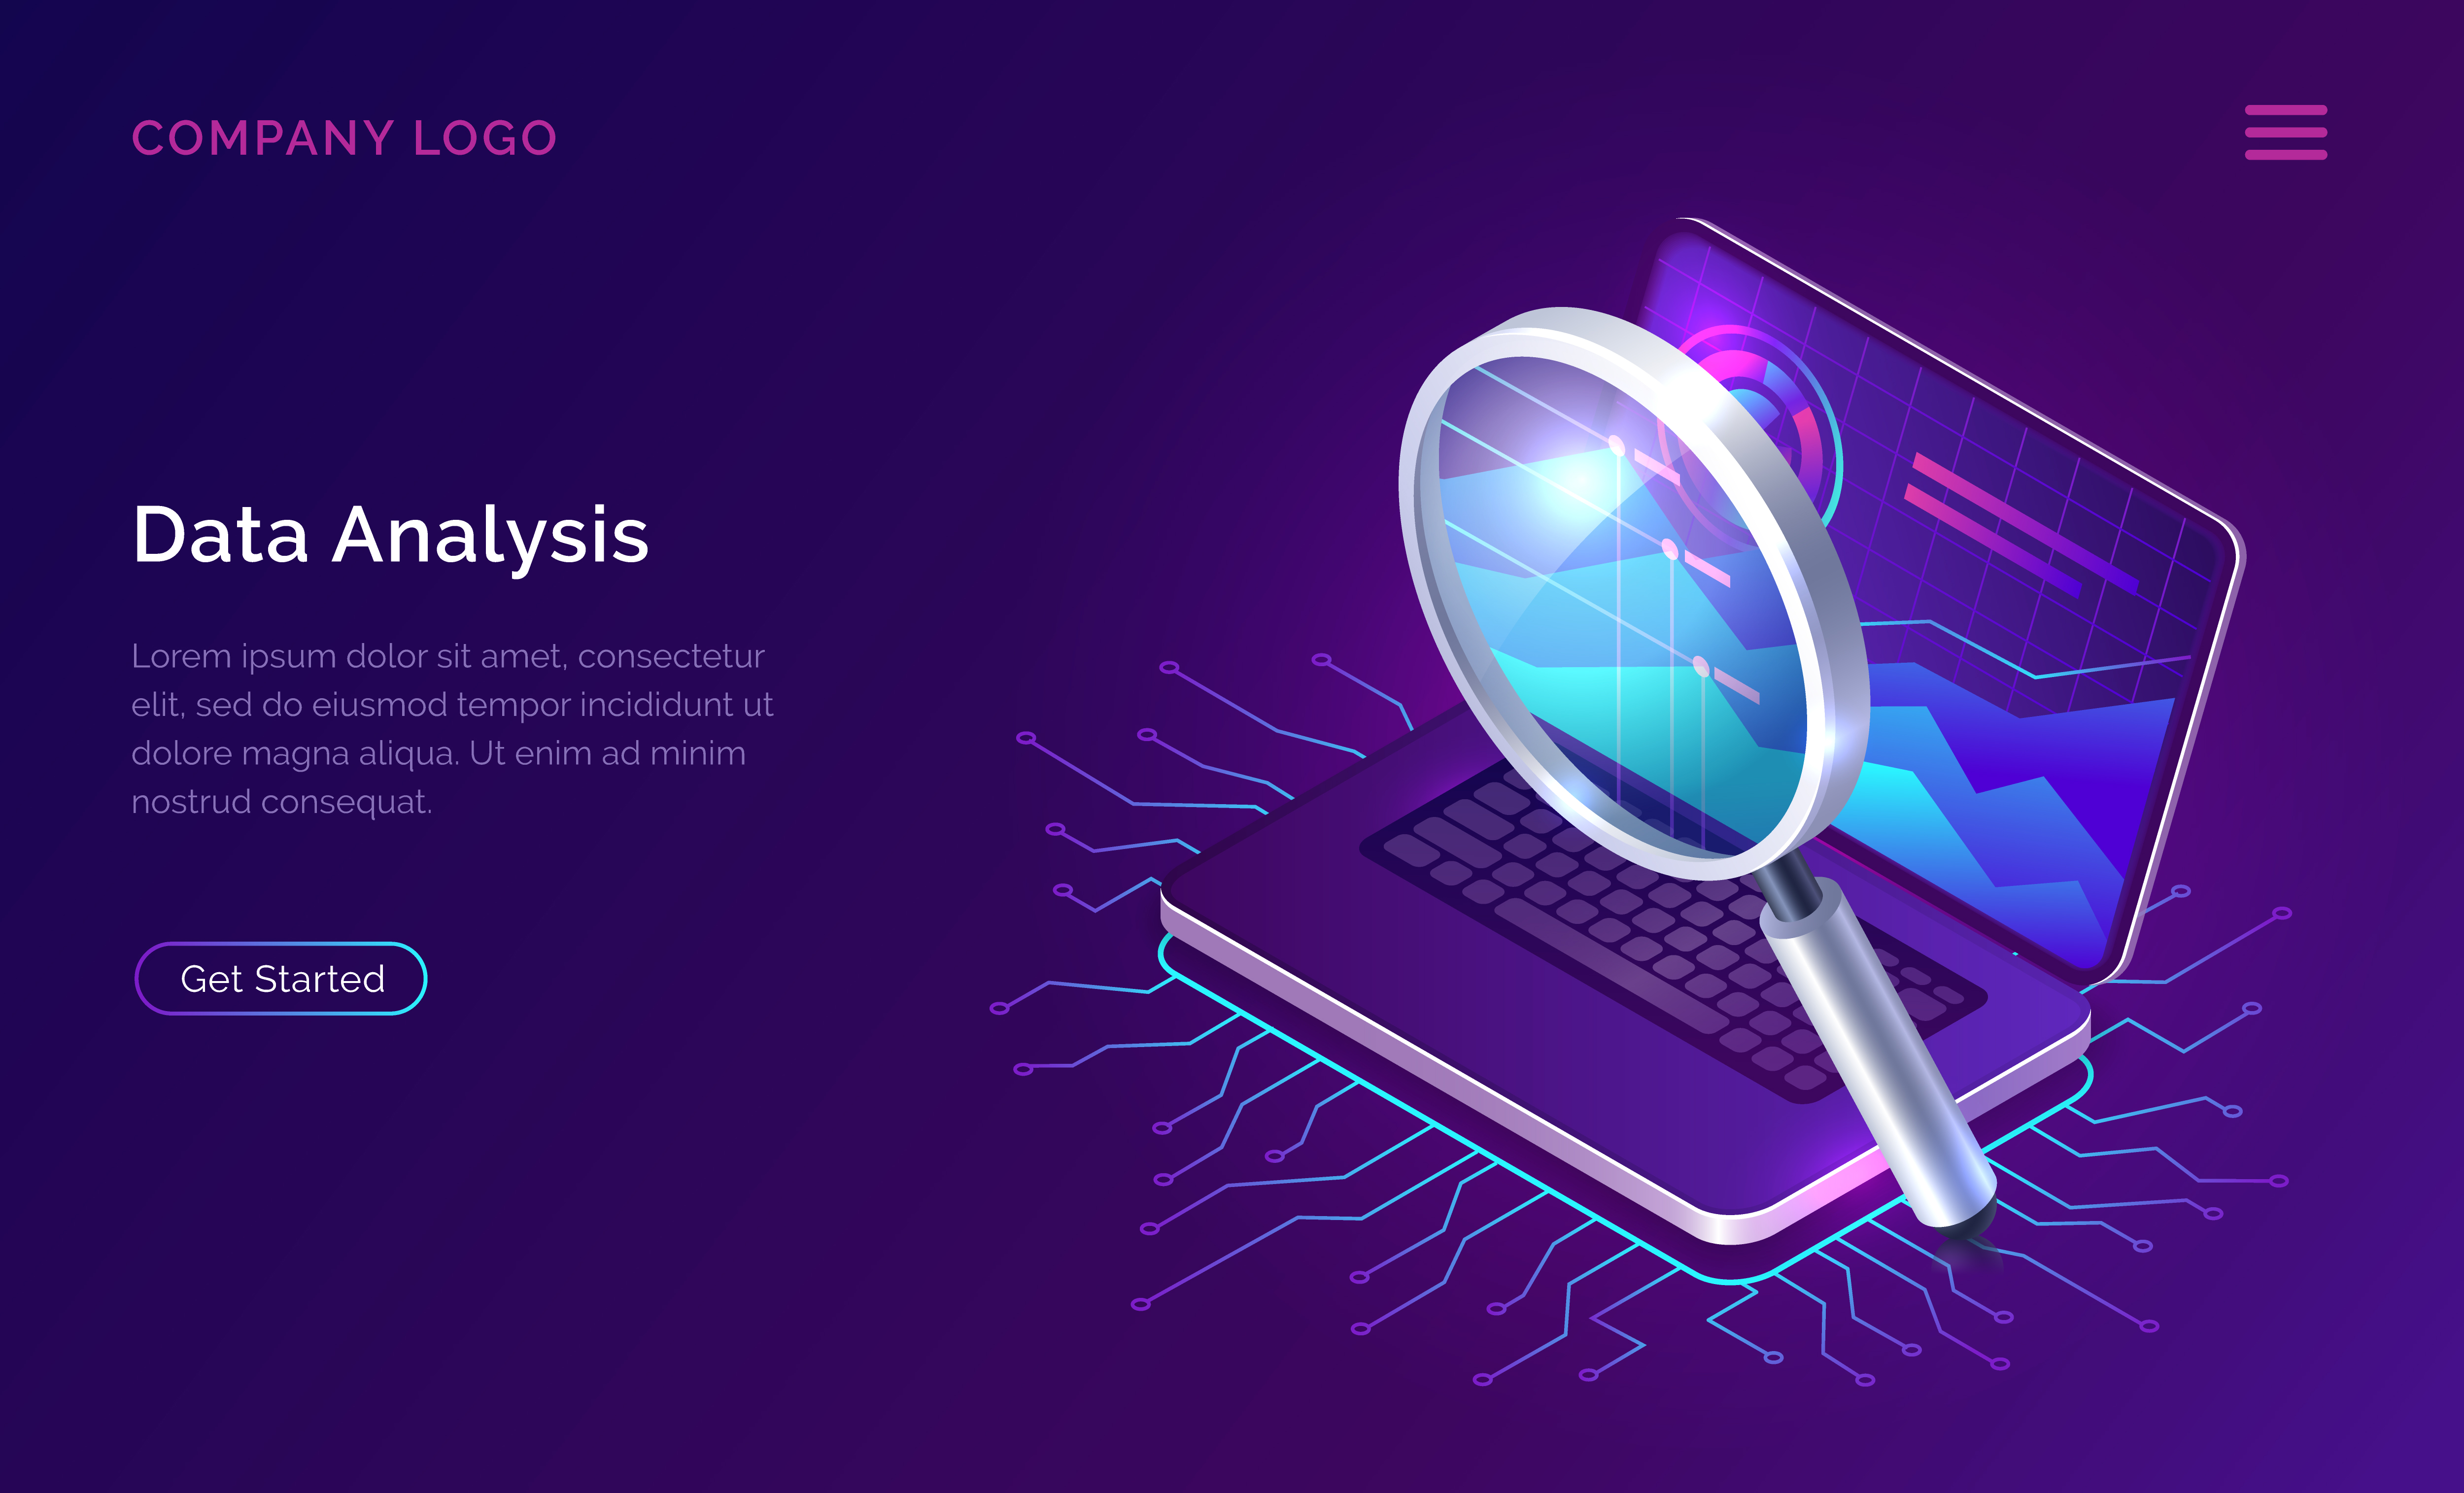 COMPANY LOGO
Data Analysis
Lorem ipsum dolor sit amet, consectetur
elit, sed do eiusmod tempor incididunt ut
dolore magna aliqua. Ut enim ad minim
nostrud consequat.
Get Started